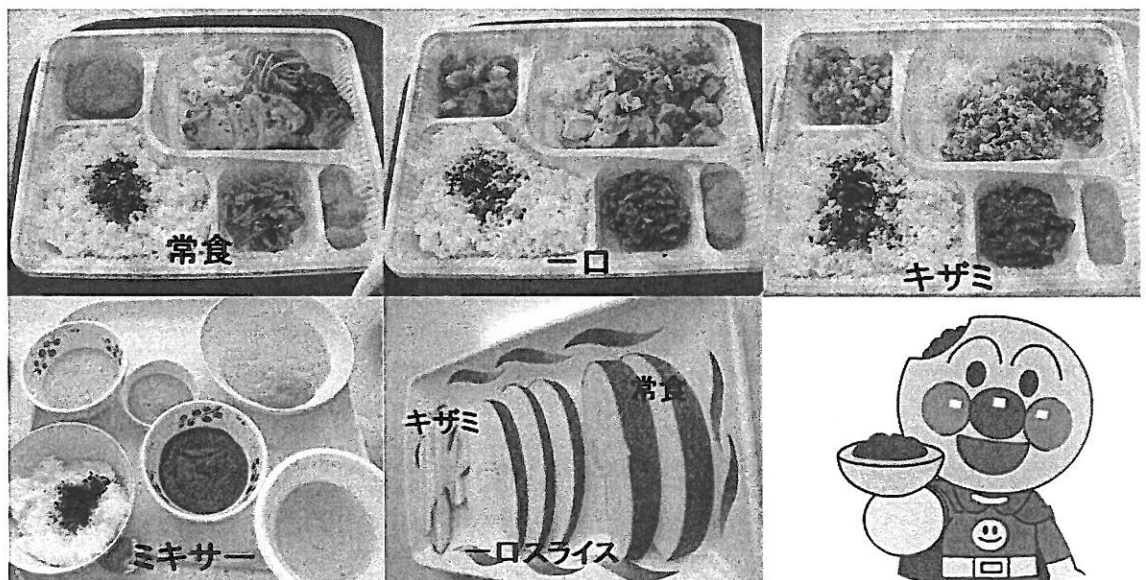 常食
一口
キザミ
ミキサー
キザミ
常食
一口スライス